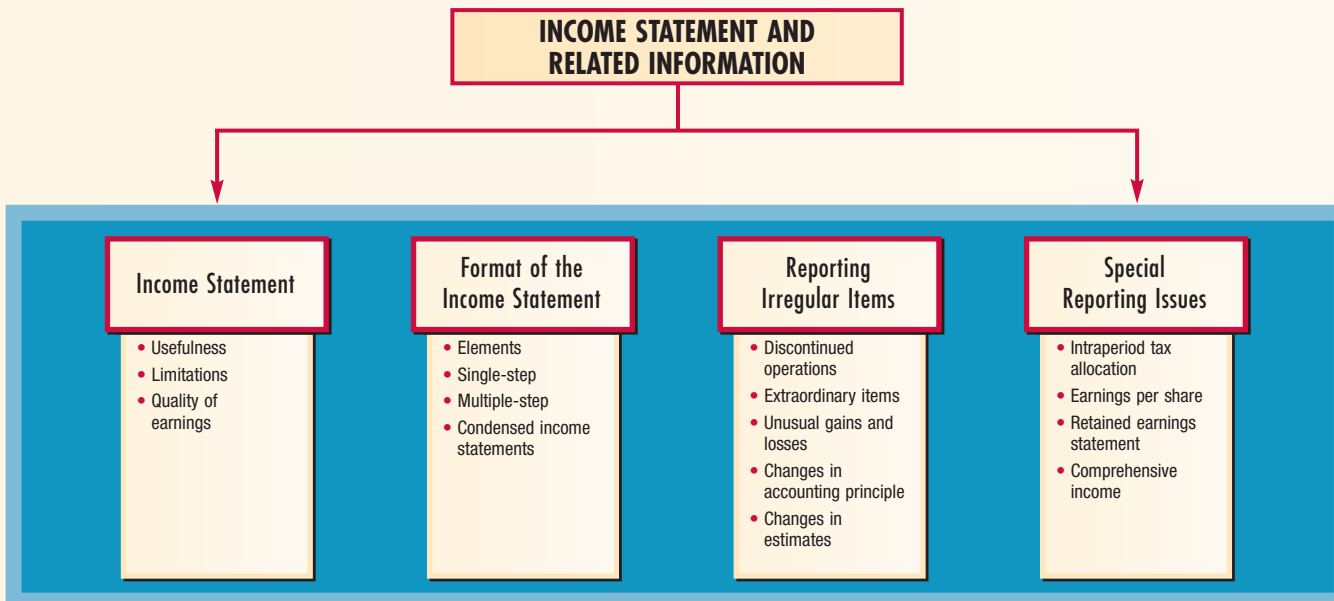 INCOME STATEMENT AND
RELATED INFORMATION
Income Statement
• Usefulness
• Limitations
• Quality of
earnings
Format of the
Income Statement
• Elements
• Single-step
• Multiple-step
• Condensed income
statements
Reporting
Irregular Items
• Discontinued
operations
• Extraordinary items
• Unusual gains and
losses
• Changes in
accounting principle
• Changes in
estimates
Special
Reporting Issues
• Intraperiod tax
allocation
• Earnings per share
• Retained earnings
statement
• Comprehensive
income